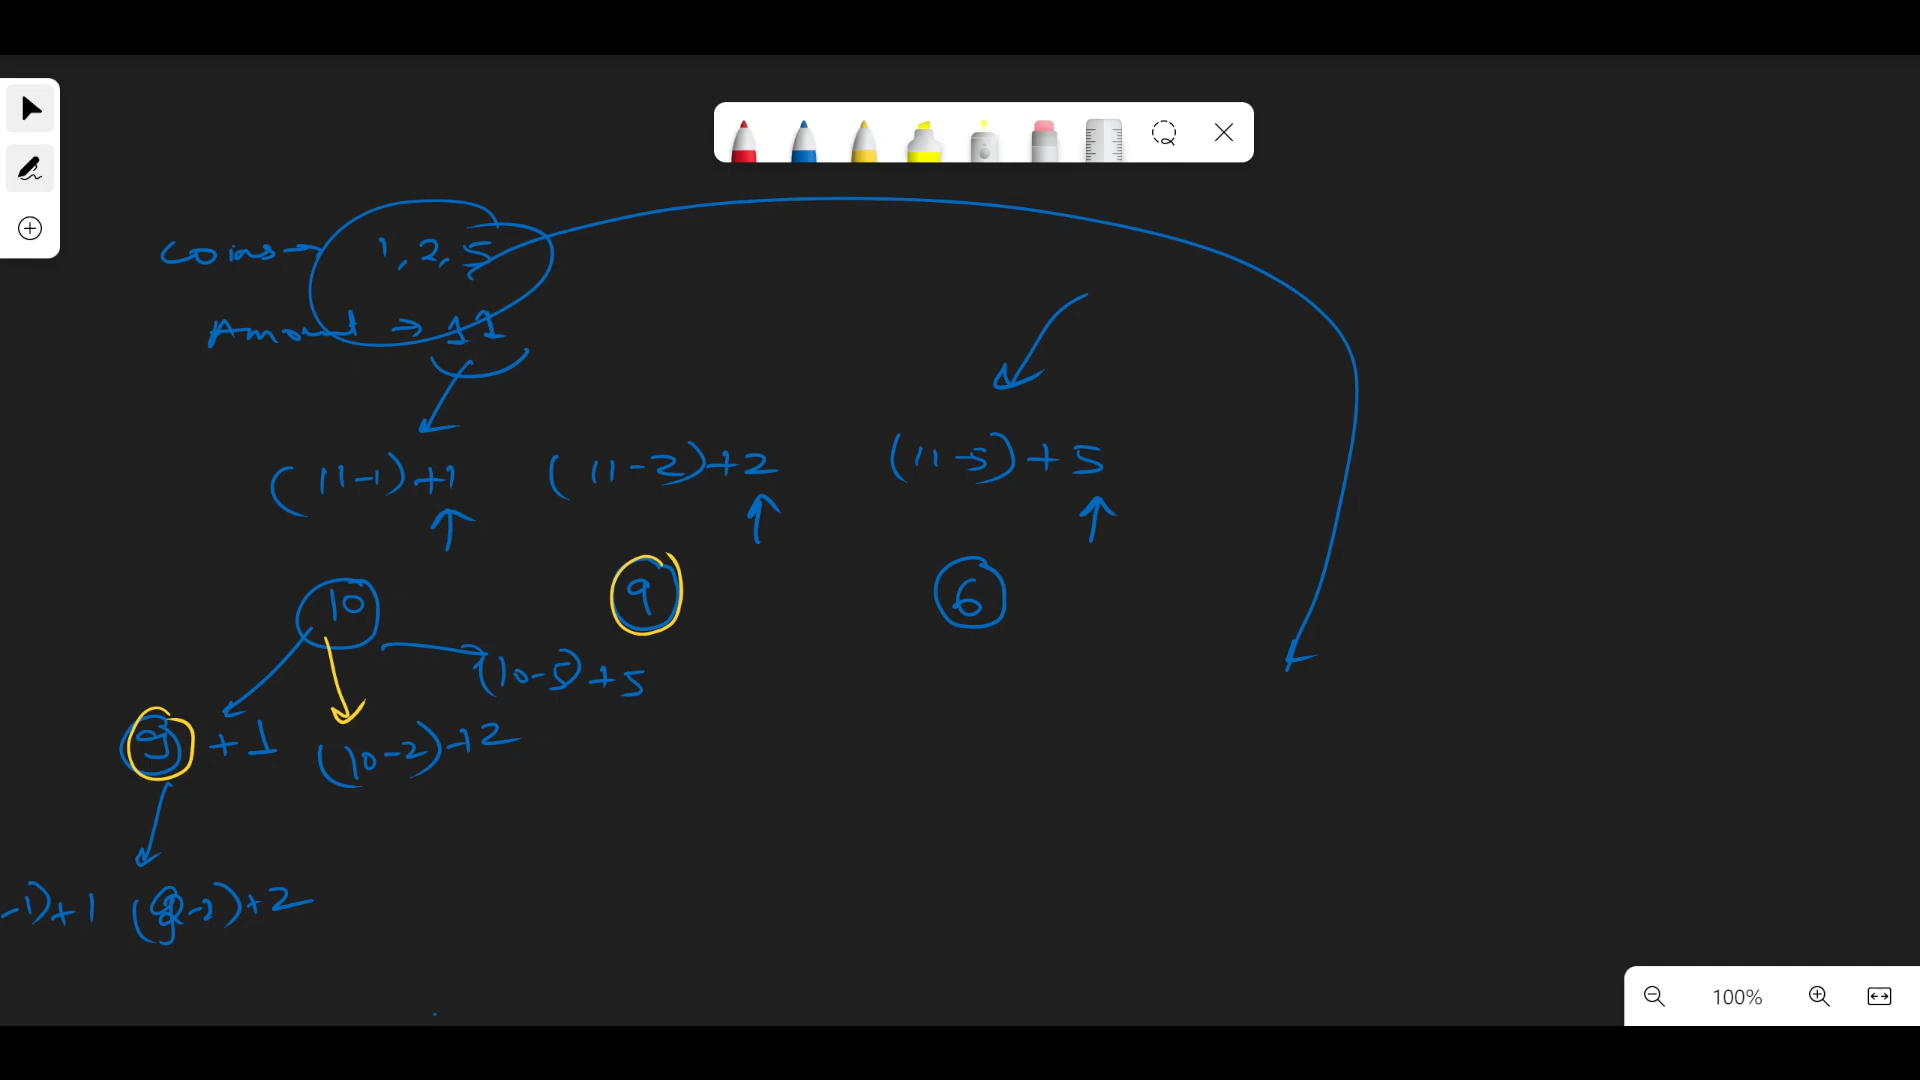 coins → 1, 2, 5
Amount → 11
(11-1)+1 (11-2)+2 (11-5)+5
10 9 6
(10-5)+5
9 +1 (10-2)+2
-1)+1 (9-2)+2
100%